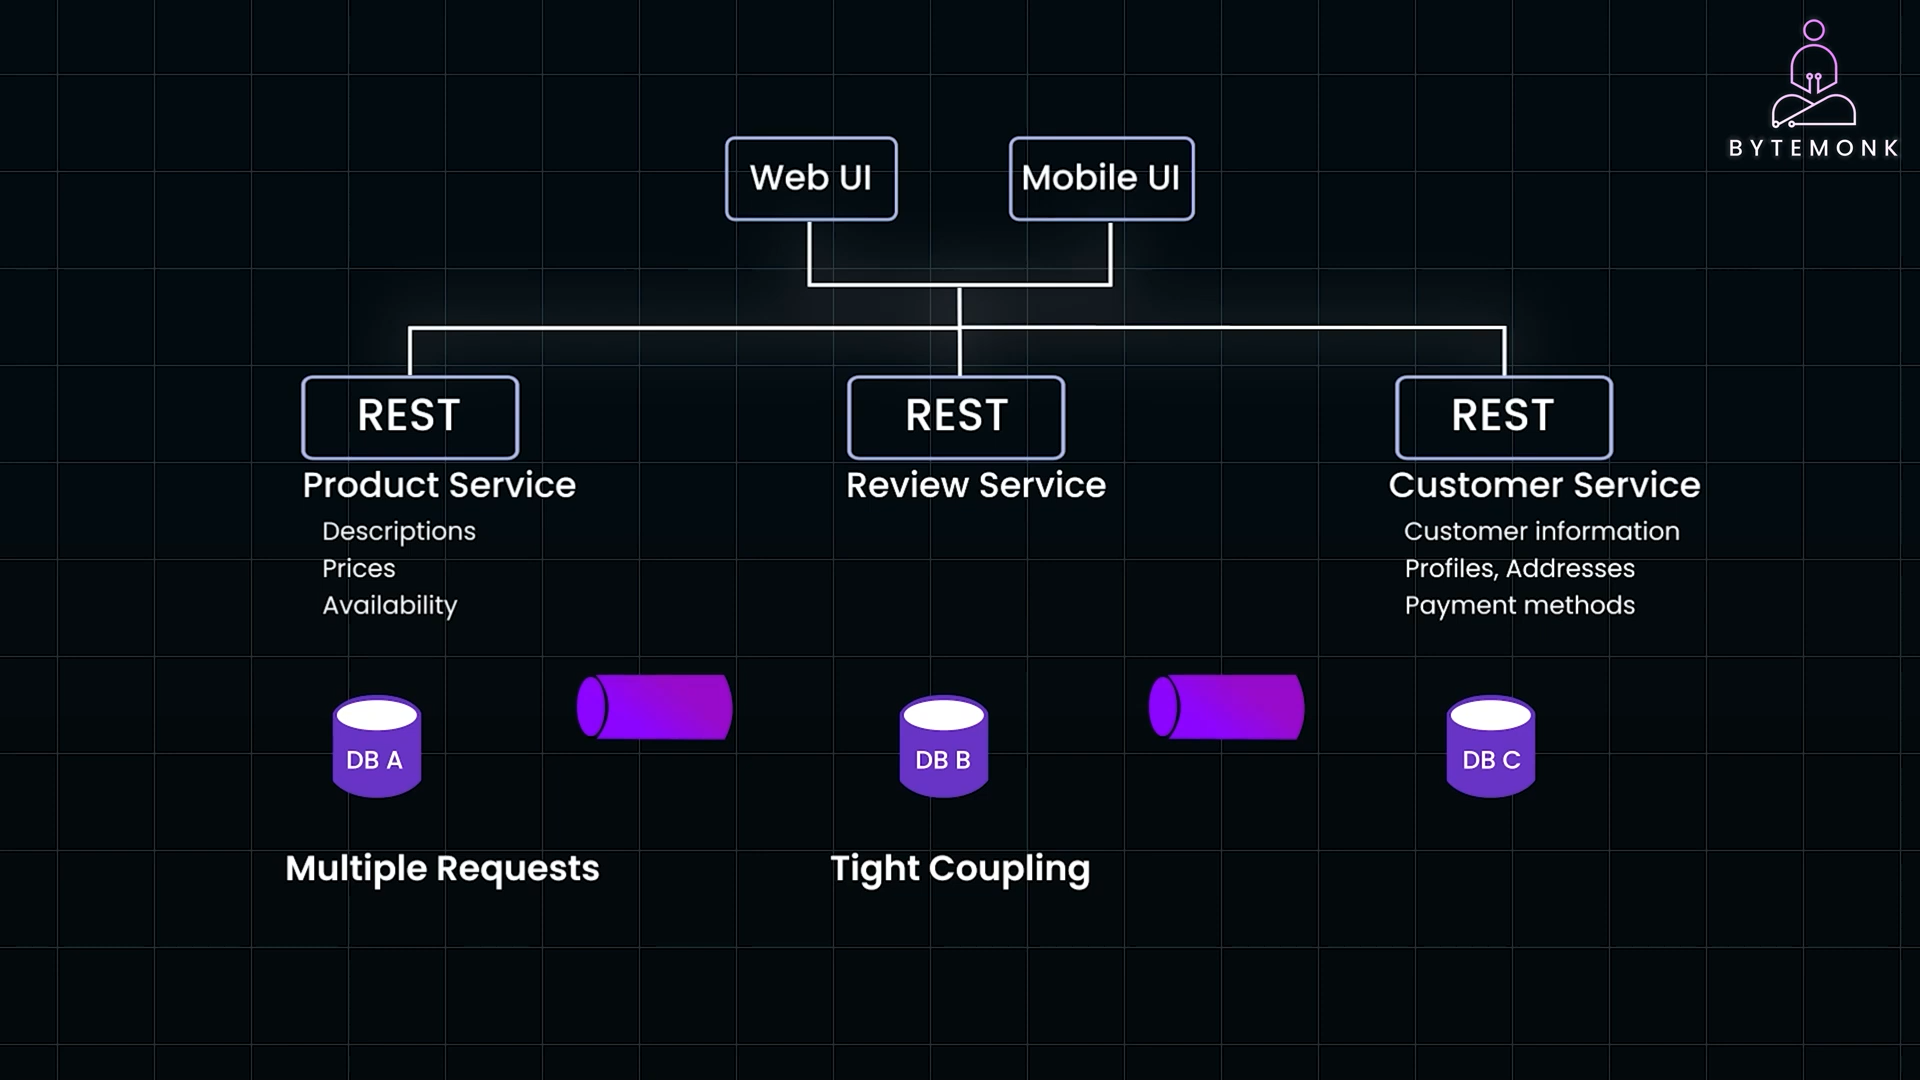 BYTEMONK
Web UI
Mobile UI
REST
REST
REST
Product Service
Review Service
Customer Service
Descriptions
Prices
Availability
Customer information
Profiles, Addresses
Payment methods
DB A
DB B
DB C
Multiple Requests
Tight Coupling